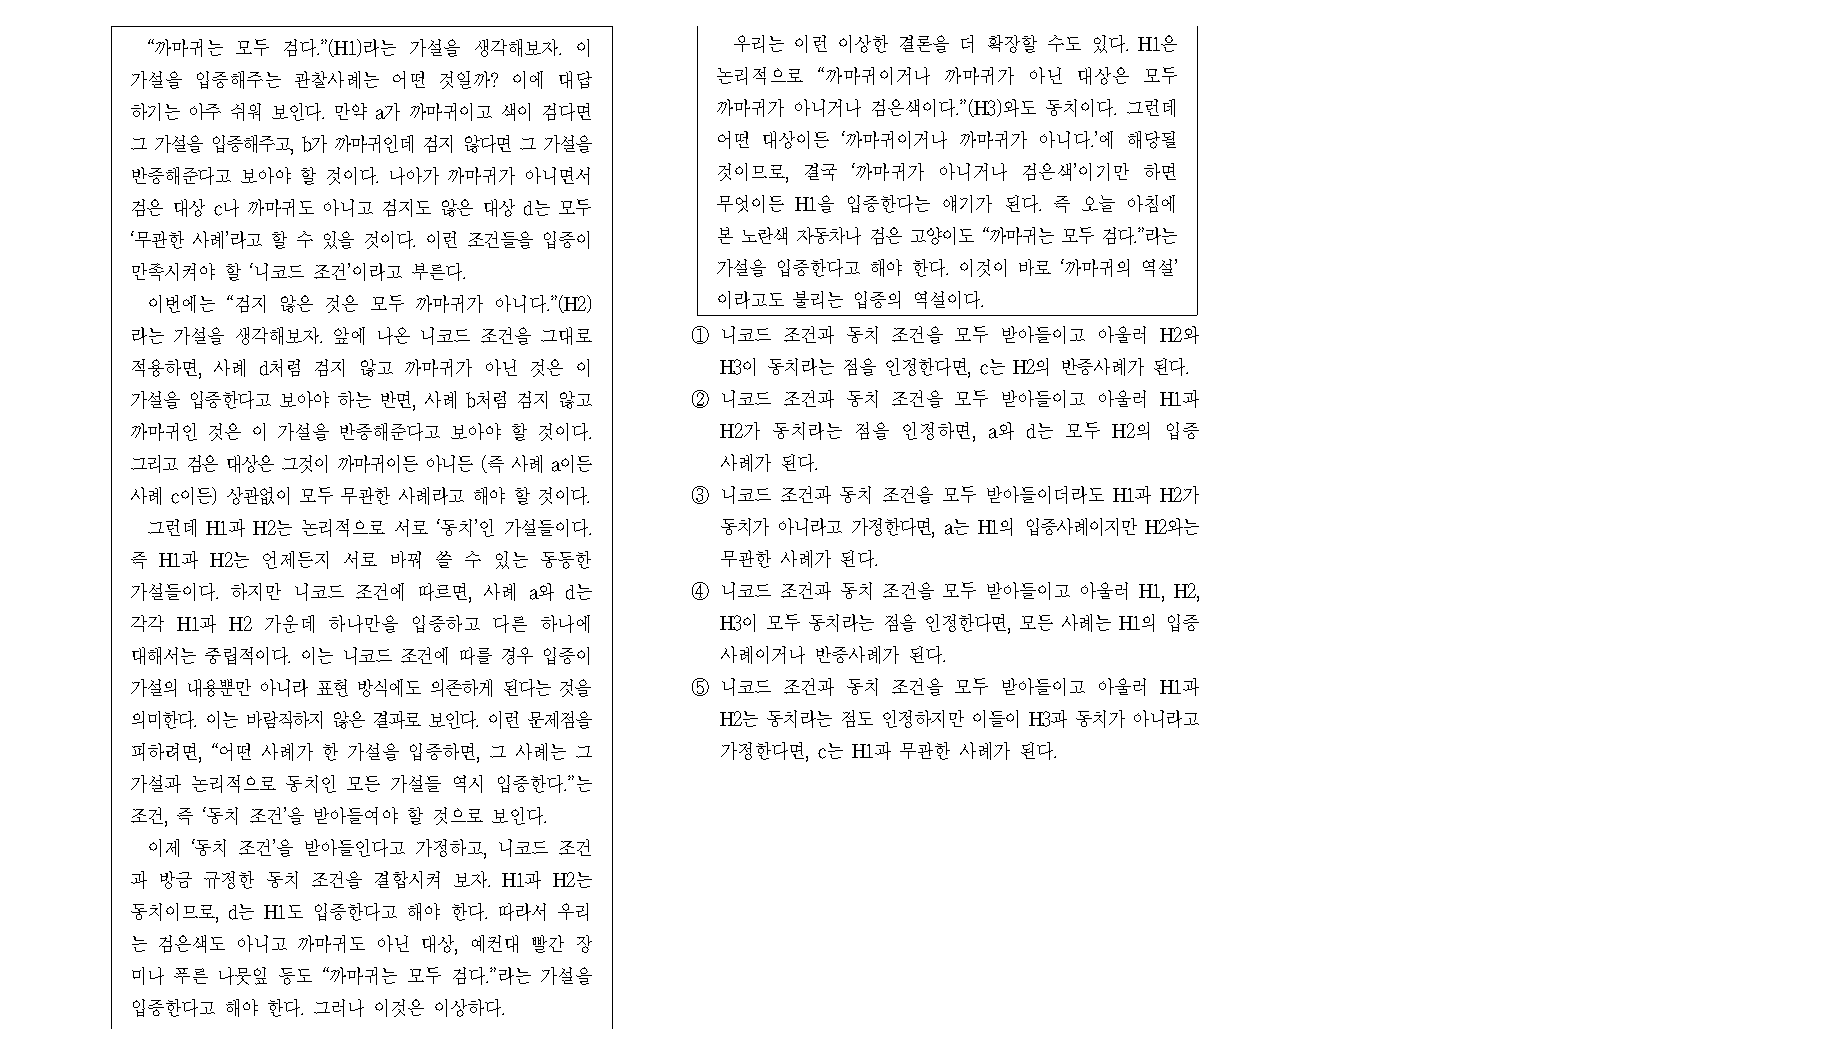 “까마귀는 모두 검다.”(H1)라는 가설을 생각해보자. 이
가설을 입증해주는 관찰사례는 어떤 것일까? 이에 대답
하기는 아주 쉬워 보인다. 만약 a가 까마귀이고 색이 검다면
그 가설을 입증해주고, b가 까마귀인데 검지 않다면 그 가설을
반증해준다고 보아야 할 것이다. 나아가 까마귀가 아니면서
검은 대상 c나 까마귀도 아니고 검지도 않은 대상 d는 모두
‘무관한 사례’라고 할 수 있을 것이다. 이런 조건들을 입증이
만족시켜야 할 ‘니코드 조건’이라고 부른다.
이번에는 “검지 않은 것은 모두 까마귀가 아니다.”(H2)
라는 가설을 생각해보자. 앞에 나온 니코드 조건을 그대로
적용하면, 사례 d처럼 검지 않고 까마귀가 아닌 것은 이
가설을 입증한다고 보아야 하는 반면, 사례 b처럼 검지 않고
까마귀인 것은 이 가설을 반증해준다고 보아야 할 것이다.
그리고 검은 대상은 그것이 까마귀이든 아니든 (즉 사례 a이든
사례 c이든) 상관없이 모두 무관한 사례라고 해야 할 것이다.
그런데 H1과 H2는 논리적으로 서로 ‘동치’인 가설들이다.
즉 H1과 H2는 언제든지 서로 바꿔 쓸 수 있는 동등한
가설들이다. 하지만 니코드 조건에 따르면, 사례 a와 d는
각각 H1과 H2 가운데 하나만을 입증하고 다른 하나에
대해서는 중립적이다. 이는 니코드 조건에 따를 경우 입증이
가설의 내용뿐만 아니라 표현 방식에도 의존하게 된다는 것을
의미한다. 이는 바람직하지 않은 결과로 보인다. 이런 문제점을
피하려면, “어떤 사례가 한 가설을 입증하면, 그 사례는 그
가설과 논리적으로 동치인 모든 가설들 역시 입증한다.”는
조건, 즉 ‘동치 조건’을 받아들여야 할 것으로 보인다.
이제 ‘동치 조건’을 받아들인다고 가정하고, 니코드 조건
과 방금 규정한 동치 조건을 결합시켜 보자. H1과 H2는
동치이므로, d는 H1도 입증한다고 해야 한다. 따라서 우리
는 검은색도 아니고 까마귀도 아닌 대상, 예컨대 빨간 장
미나 푸른 나뭇잎 등도 “까마귀는 모두 검다.”라는 가설을
입증한다고 해야 한다. 그러나 이것은 이상하다.
우리는 이런 이상한 결론을 더 확장할 수도 있다. H1은
논리적으로 “까마귀이거나 까마귀가 아닌 대상은 모두
까마귀가 아니거나 검은색이다.”(H3)와도 동치이다. 그런데
어떤 대상이든 ‘까마귀이거나 까마귀가 아니다.’에 해당될
것이므로, 결국 ‘까마귀가 아니거나 검은색’이기만 하면
무엇이든 H1을 입증한다는 얘기가 된다. 즉 오늘 아침에
본 노란색 자동차나 검은 고양이도 “까마귀는 모두 검다.”라는
가설을 입증한다고 해야 한다. 이것이 바로 ‘까마귀의 역설’
이라고도 불리는 입증의 역설이다.
① 니코드 조건과 동치 조건을 모두 받아들이고 아울러 H2와
H3이 동치라는 점을 인정한다면, c는 H2의 반증사례가 된다.
② 니코드 조건과 동치 조건을 모두 받아들이고 아울러 H1과
H2가 동치라는 점을 인정하면, a와 d는 모두 H2의 입증
사례가 된다.
③ 니코드 조건과 동치 조건을 모두 받아들이더라도 H1과 H2가
동치가 아니라고 가정한다면, a는 H1의 입증사례이지만 H2와는
무관한 사례가 된다.
④ 니코드 조건과 동치 조건을 모두 받아들이고 아울러 H1, H2,
H3이 모두 동치라는 점을 인정한다면, 모든 사례는 H1의 입증
사례이거나 반증사례가 된다.
⑤ 니코드 조건과 동치 조건을 모두 받아들이고 아울러 H1과
H2는 동치라는 점도 인정하지만 이들이 H3과 동치가 아니라고
가정한다면, c는 H1과 무관한 사례가 된다.